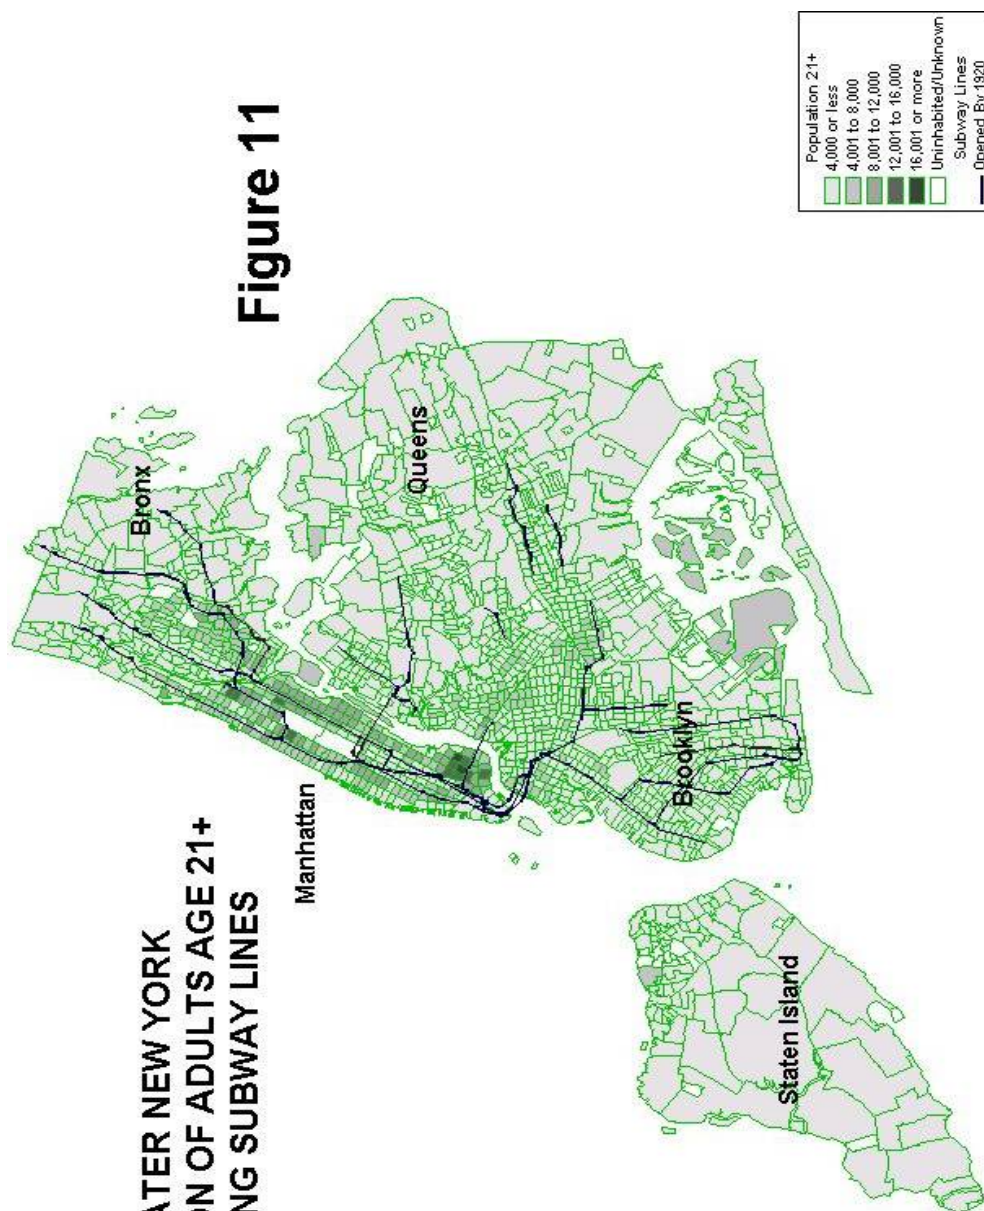 ATER NEW YORK
ON OF ADULTS AGE 21+
NG SUBWAY LINES
Figure 11
Manhattan
Bronx
Queens
Brooklyn
Staten Island
Population 21+
4,000 or less
4,001 to 8,000
8,001 to 12,000
12,001 to 16,000
16,001 or more
Uninhabited/Unknown
Subway Lines
Opened By 1920